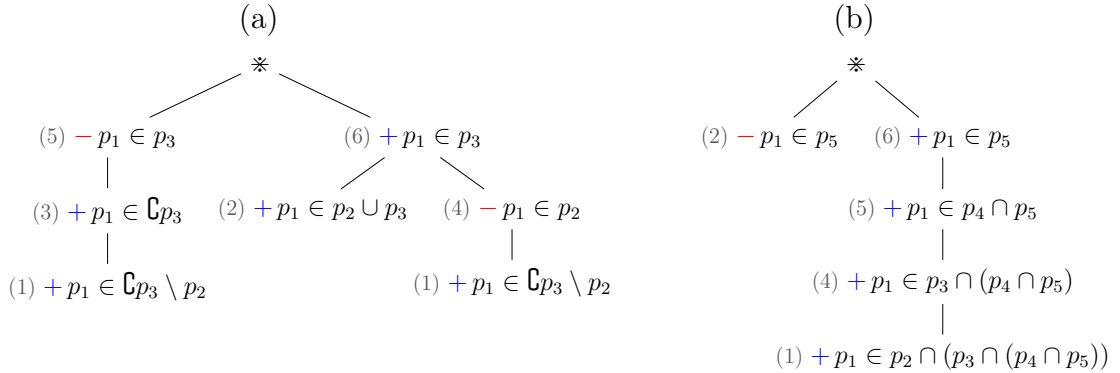 (a) (b)
⋇ ⋇
(5) − p₁ ∈ p₃ (6) + p₁ ∈ p₃ (2) − p₁ ∈ p₅ (6) + p₁ ∈ p₅
(3) + p₁ ∈ ∁p₃ (2) + p₁ ∈ p₂ ∪ p₃ (4) − p₁ ∈ p₂ (5) + p₁ ∈ p₄ ∩ p₅
(1) + p₁ ∈ ∁p₃ \ p₂ (1) + p₁ ∈ ∁p₃ \ p₂ (4) + p₁ ∈ p₃ ∩ (p₄ ∩ p₅)
(1) + p₁ ∈ p₂ ∩ (p₃ ∩ (p₄ ∩ p₅))